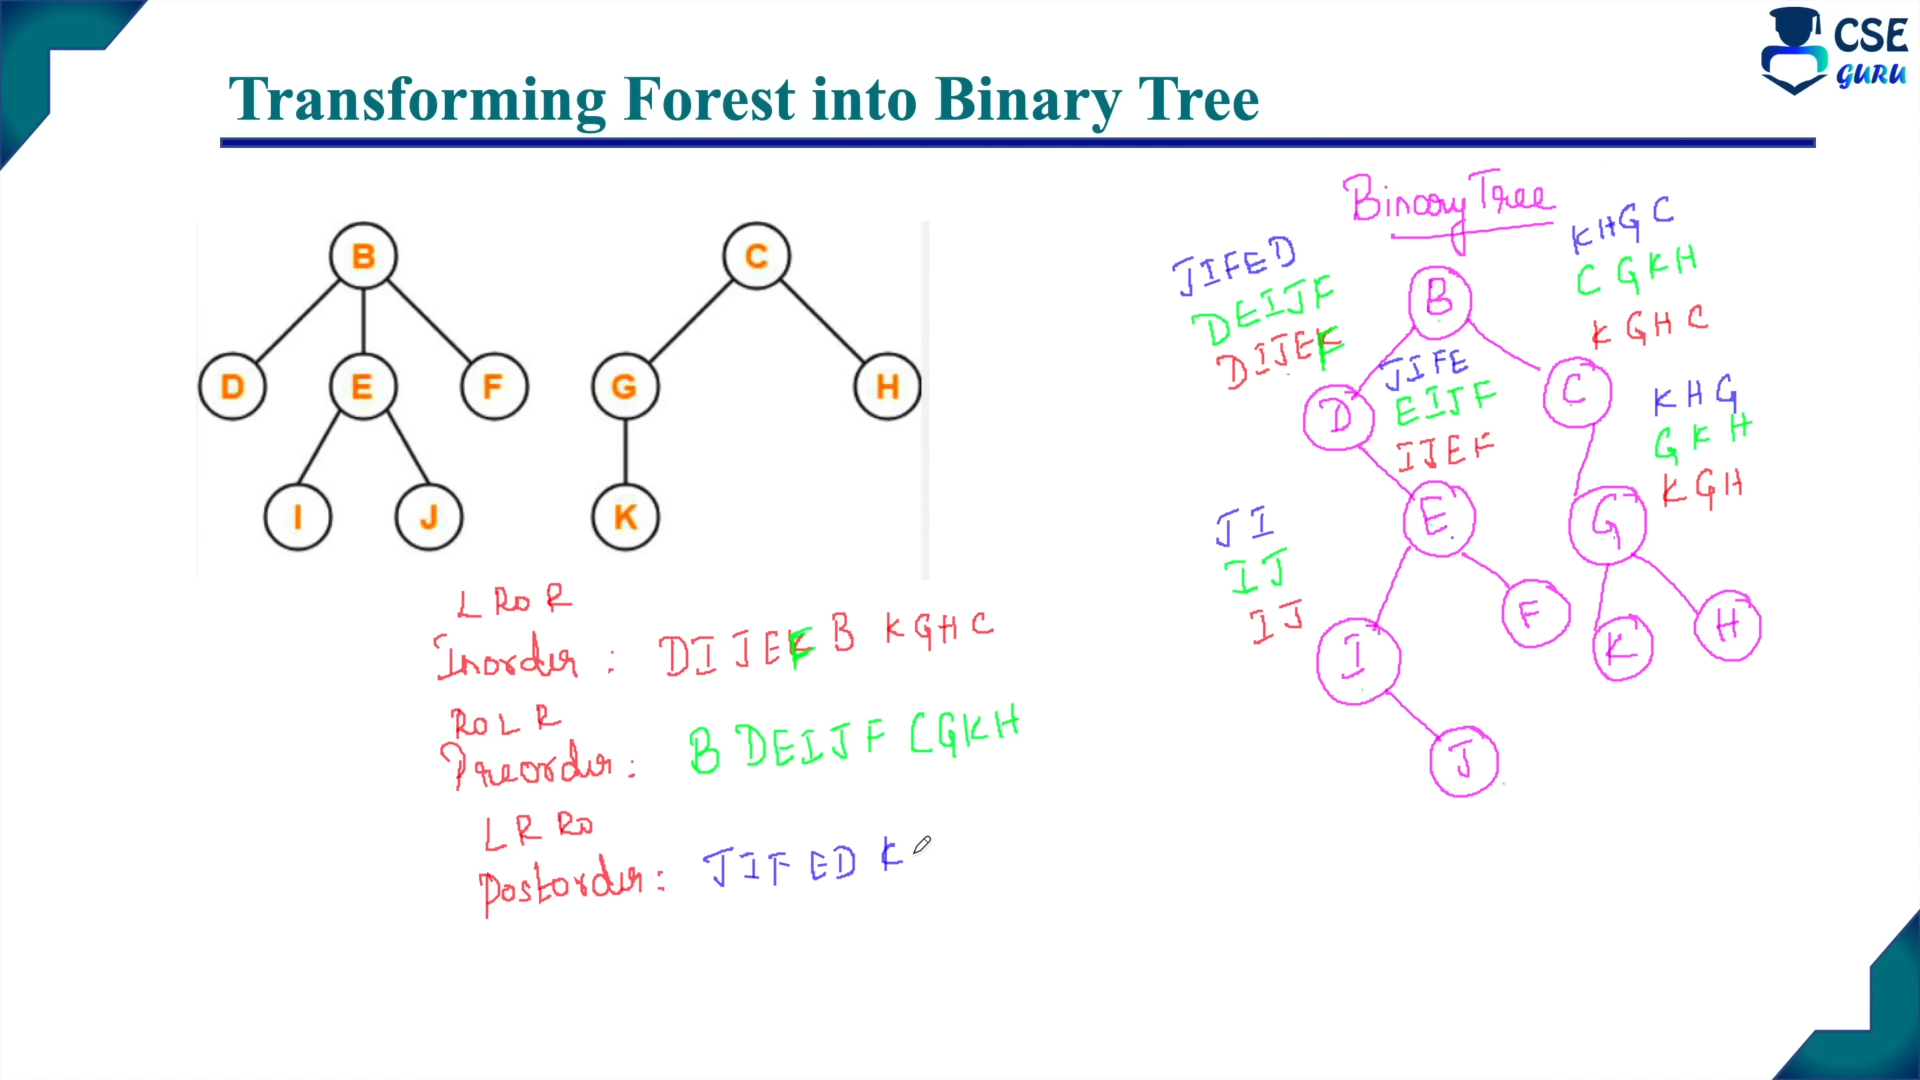 CSE
GURU
Transforming Forest into Binary Tree
B
D
E
F
I
J
C
G
H
K
L Ro R
Inorder : D I J E F B K G H C
Ro L R
Preorder : B D E I J F C G K H
L R Ro
Postorder : J I F E D K
Binary Tree
J I F E D
D E I J F
D I J E F
K H G C
C G K H
K G H C
B
J I F E
E I J F
I J E F
D
C
K H G
G K H
K G H
E
G
J I
I J
I J
I
F
K
H
J